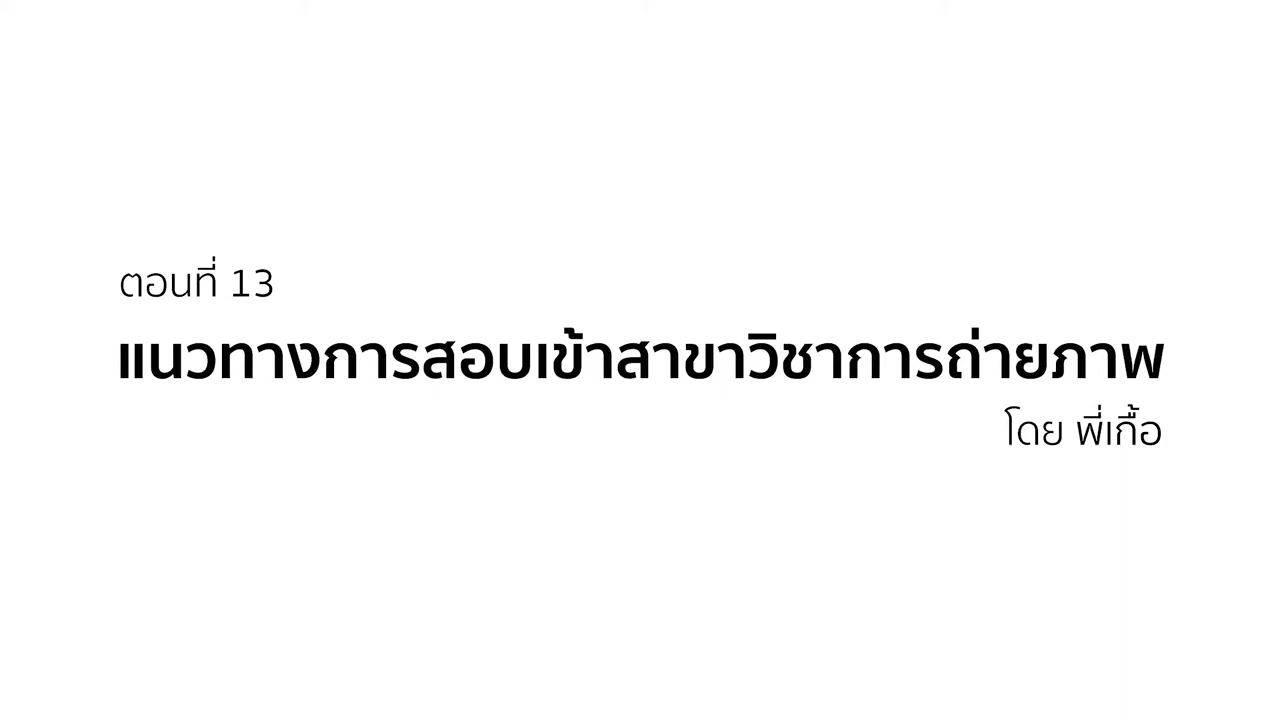 ตอนที่ 13
แนวทางการสอบเข้าสาขาวิชาการถ่ายภาพ
โดย พี่เกื้อ